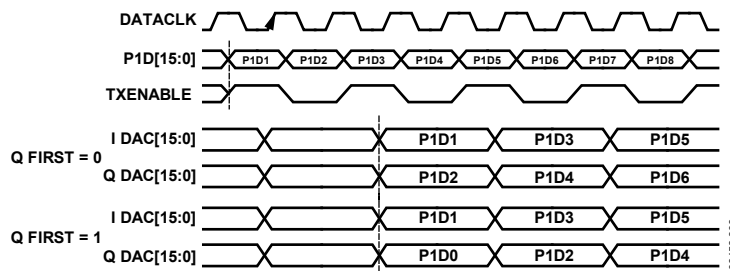 DATACLK
P1D[15:0] P1D1 P1D2 P1D3 P1D4 P1D5 P1D6 P1D7 P1D8
TXENABLE
Q FIRST = 0
I DAC[15:0] P1D1 P1D3 P1D5
Q DAC[15:0] P1D2 P1D4 P1D6
Q FIRST = 1
I DAC[15:0] P1D1 P1D3 P1D5
Q DAC[15:0] P1D0 P1D2 P1D4